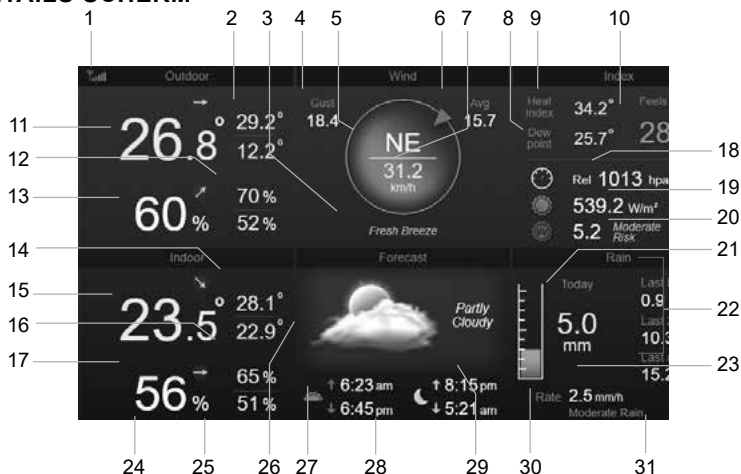 1 2 3 4 5 6 7 8 9 10
Outdoor Wind Index
11 12 13
26.8° 29.2° 12.2°
60% 70% 52%
Gust 18.4
Avg 15.7
NE
31.2
km/h
Fresh Breeze
Heat Index 34.2°
Feels
28
Dew point 25.7°
Rel 1013 hpa
539.2 W/m²
5.2 Moderate Risk
18 19 20 21
Indoor Forecast Rain
14 15 16 17
23.5° 28.1° 22.9°
56% 65% 51%
Partly Cloudy
↑ 6:23 am
↓ 6:45 pm
↑ 8:15 pm
↓ 5:21 am
Today
5.0
mm
Last
0.9
Last
10.3
Last
15.2
Rate 2.5 mm/h
Moderate Rain
22 23
24 25 26 27 28 29 30 31